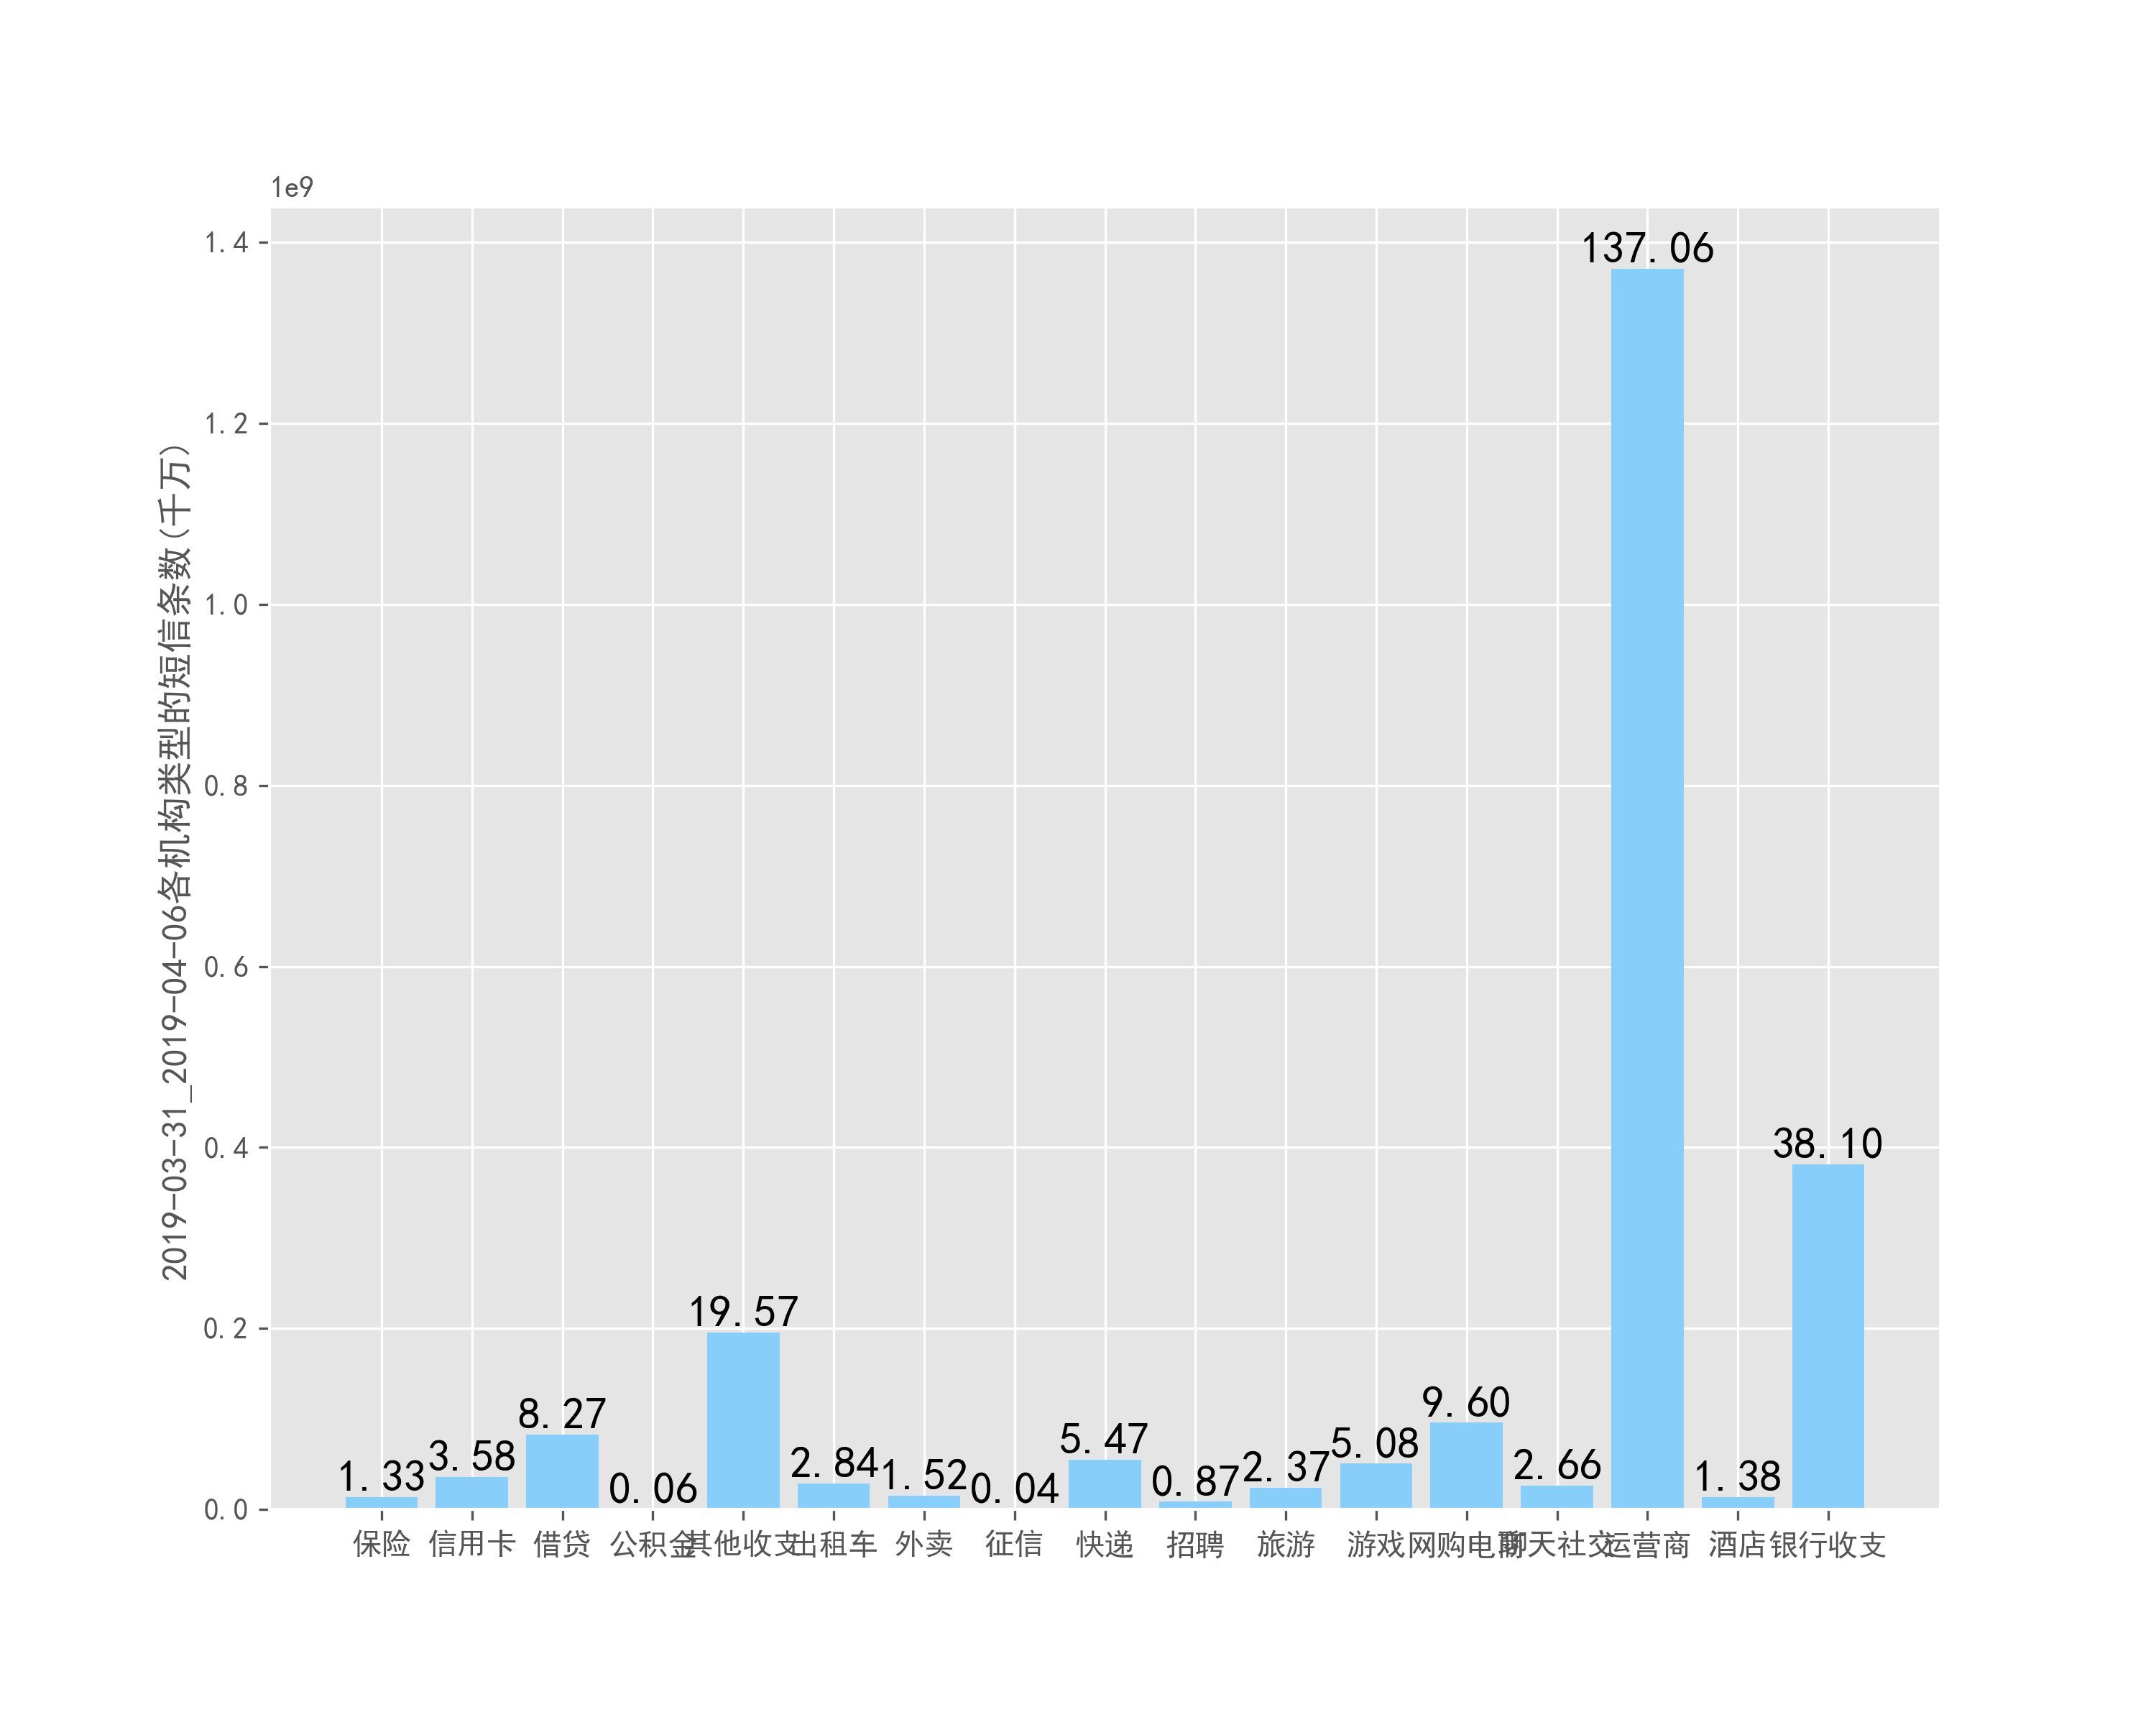 1e9
1.4
1.2
1.0
0.8
0.6
0.4
0.2
0.0
2019-03-31_2019-04-06各机构类型的短信条数(千万)
1.33
3.58
8.27
0.06
19.57
2.84
1.52
0.04
5.47
0.87
2.37
5.08
9.60
2.66
137.06
1.38
38.10
保险
信用卡
借贷
公积金
其他收支
出租车
外卖
征信
快递
招聘
旅游
游戏
网购电商
聊天社交
运营商
酒店
银行收支